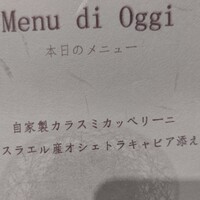 Menu di Oggi
本日のメニュー
自家製カラスミカッペリーニ
スラエル産オシェトラキャビア添え